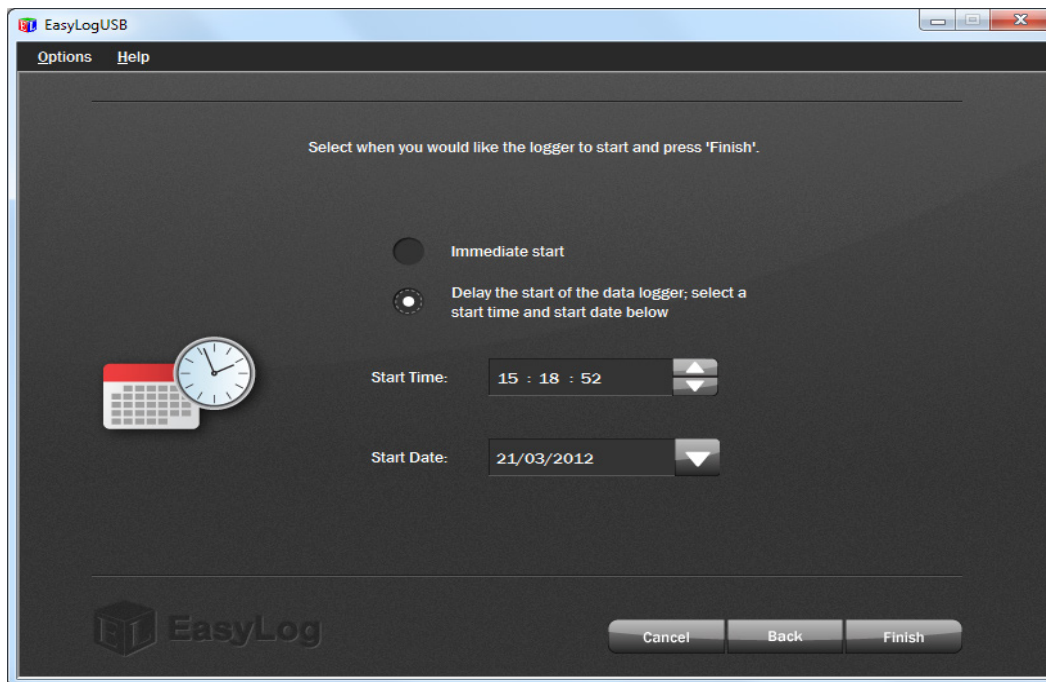 EasyLogUSB
Options Help
Select when you would like the logger to start and press 'Finish'.
Immediate start
Delay the start of the data logger; select a
start time and start date below
Start Time: 15 : 18 : 52
Start Date: 21/03/2012
EL EasyLog
Cancel Back Finish